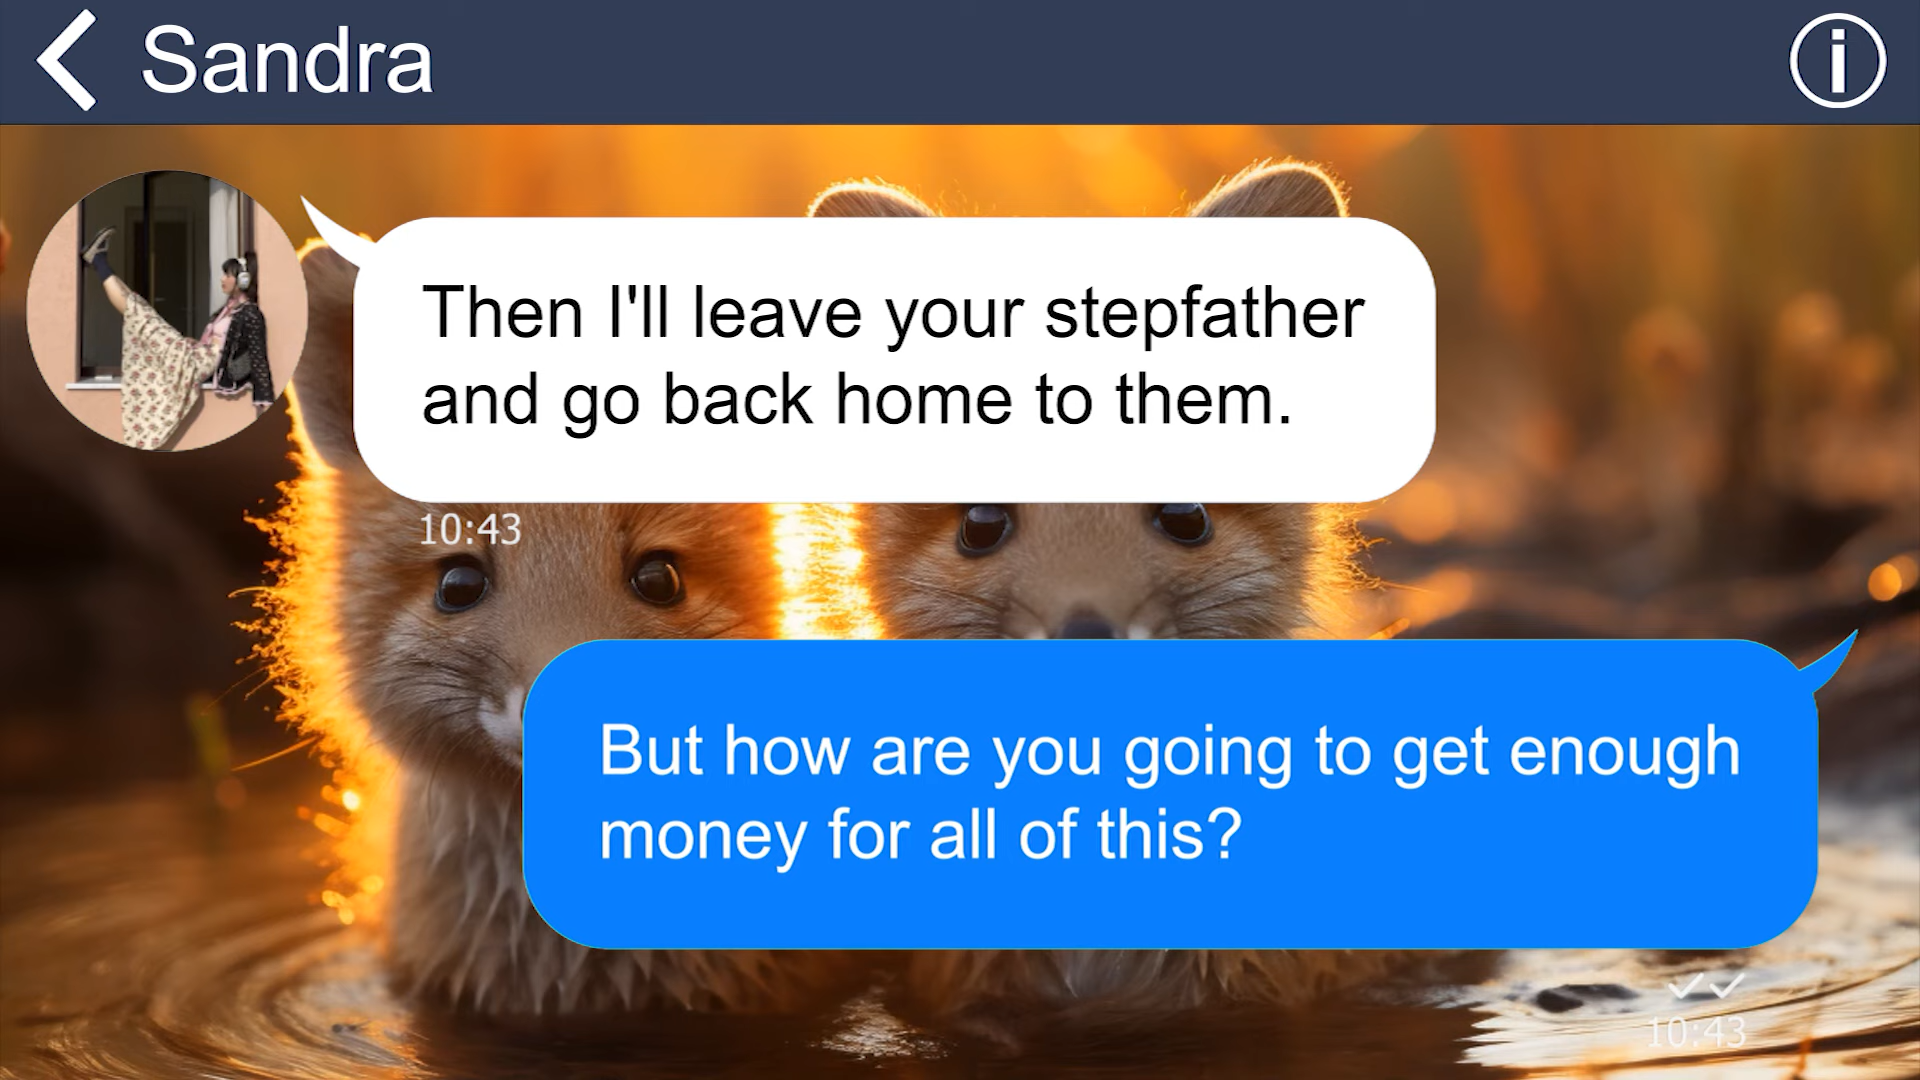 Sandra
Then I'll leave your stepfather
and go back home to them.
10:43
But how are you going to get enough
money for all of this?
10:43